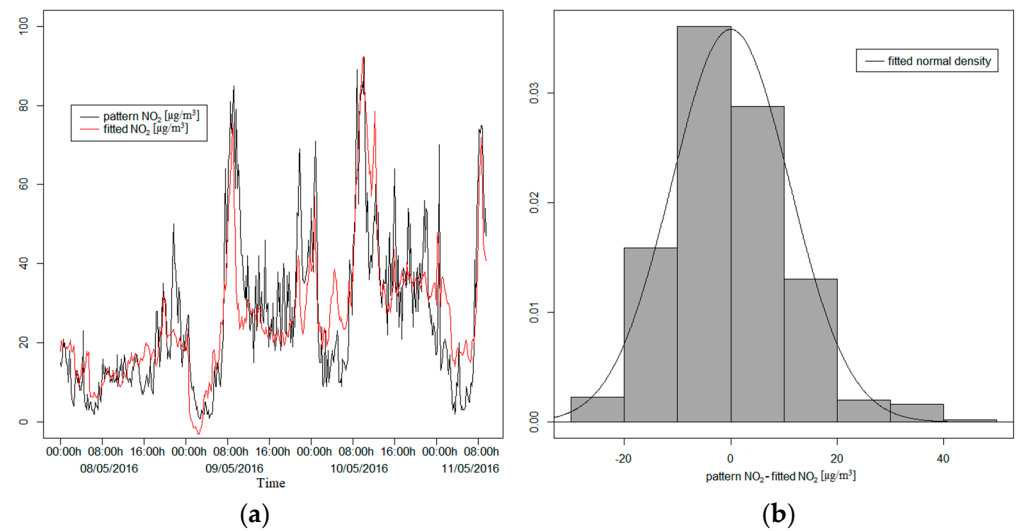 100
80
60
40
20
0
pattern NO₂ [µg/m³]
fitted NO₂ [µg/m³]
00:00h 08:00h 16:00h 00:00h 08:00h 16:00h 00:00h 08:00h 16:00h 00:00h 08:00h
08/05/2016 09/05/2016 10/05/2016 11/05/2016
Time
(a)
0.03
0.02
0.01
0.00
fitted normal density
-20 0 20 40
pattern NO₂-fitted NO₂ [µg/m³]
(b)